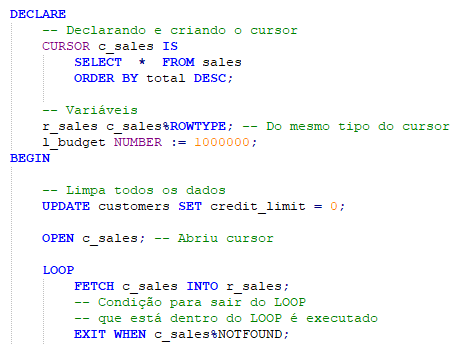 DECLARE
-- Declarando e criando o cursor
CURSOR c_sales IS
SELECT * FROM sales
ORDER BY total DESC;
-- Variáveis
r_sales c_sales%ROWTYPE; -- Do mesmo tipo do cursor
l_budget NUMBER := 1000000;
BEGIN
-- Limpa todos os dados
UPDATE customers SET credit_limit = 0;
OPEN c_sales; -- Abriu cursor
LOOP
FETCH c_sales INTO r_sales;
-- Condição para sair do LOOP
-- que está dentro do LOOP é executado
EXIT WHEN c_sales%NOTFOUND;